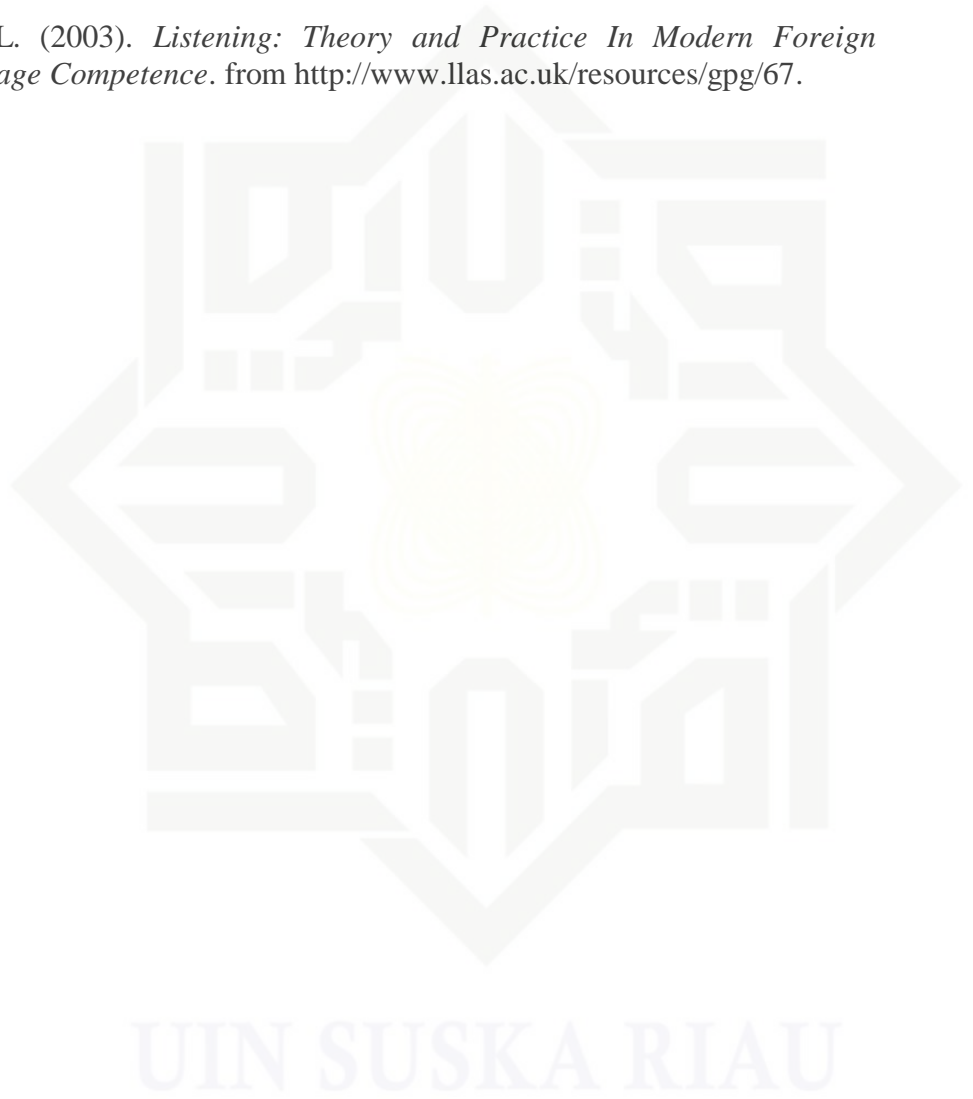 L. (2003). Listening: Theory and Practice In Modern Foreign
age Competence. from http://www.llas.ac.uk/resources/gpg/67.
UIN SUSKA RIAU